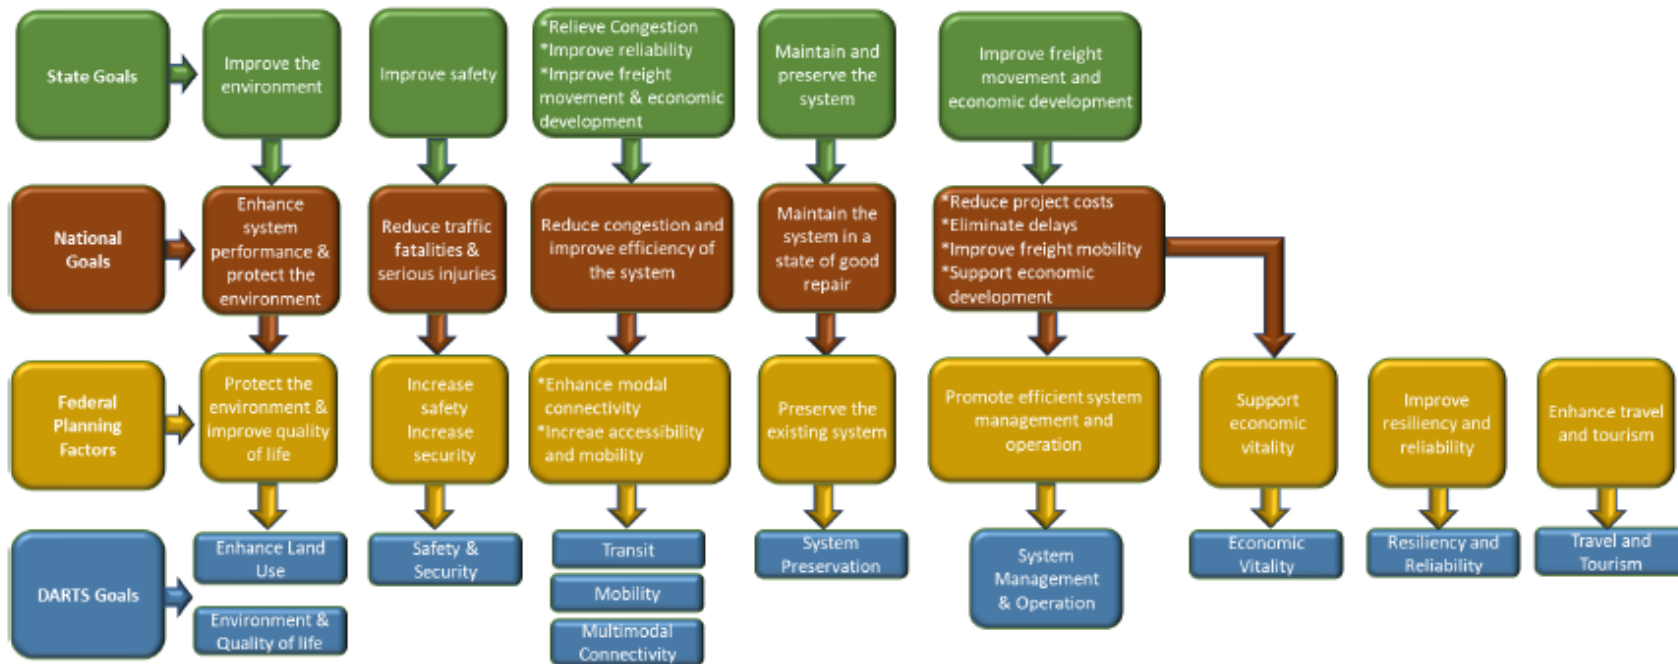 State Goals
Improve the
environment
Improve safety
*Relieve Congestion
*Improve reliability
*Improve freight
movement & economic
development
Maintain and
preserve the
system
Improve freight
movement and
economic development
National
Goals
Enhance
system
performance &
protect the
environment
Reduce traffic
fatalities &
serious injuries
Reduce congestion and
improve efficiency of
the system
Maintain the
system in a
state of good
repair
*Reduce project costs
*Eliminate delays
*Improve freight mobility
*Support economic
development
Federal
Planning
Factors
Protect the
environment &
improve quality
of life
Increase
safety
Increase
security
*Enhance modal
connectivity
*Increae accessibility
and mobility
Preserve the
existing system
Promote efficient system
management and
operation
Support
economic
vitality
Improve
resiliency and
reliability
Enhance travel
and tourism
DARTS Goals
Enhance Land
Use
Environment &
Quality of life
Safety &
Security
Transit
Mobility
Multimodal
Connectivity
System
Preservation
System
Management
& Operation
Economic
Vitality
Resiliency and
Reliability
Travel and
Tourism